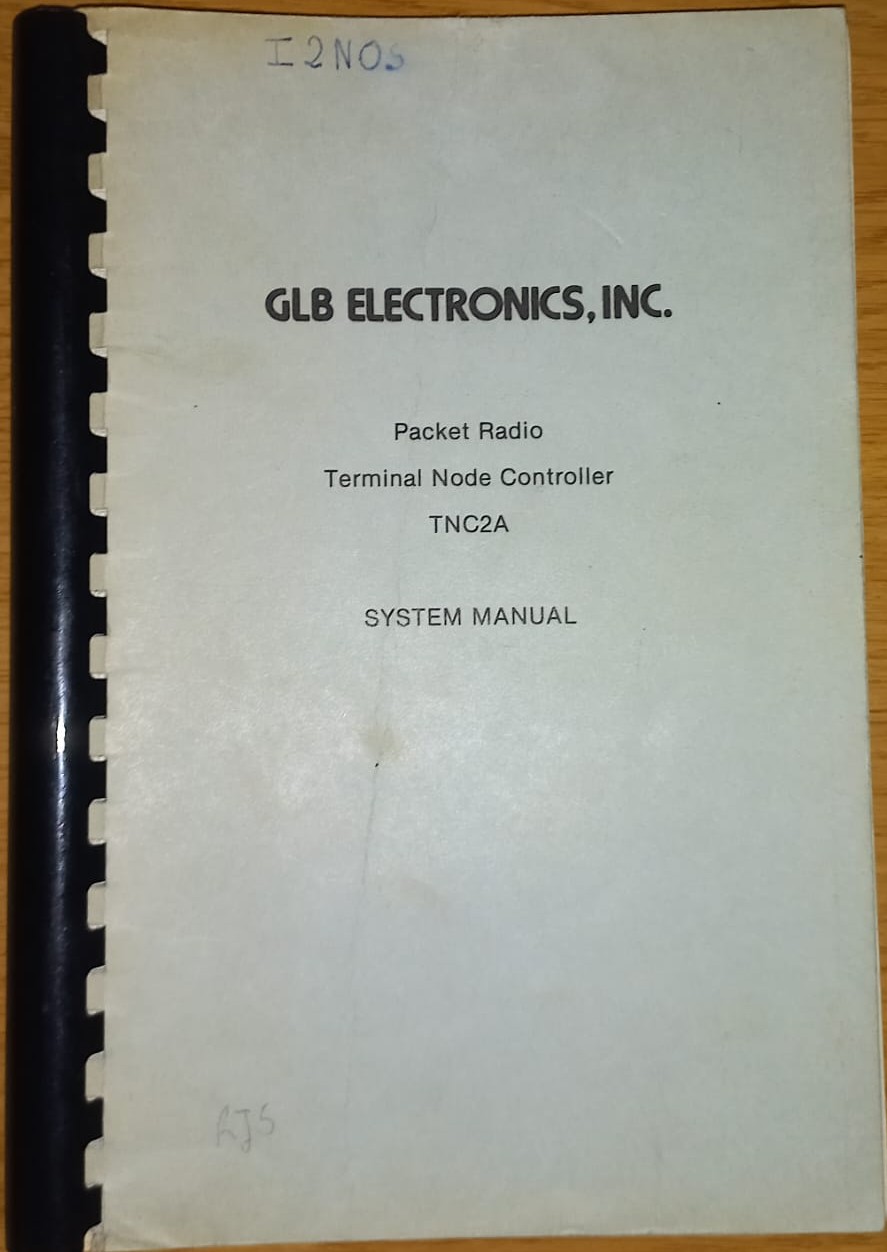 I2NOS
GLB ELECTRONICS, INC.
Packet Radio
Terminal Node Controller
TNC2A
SYSTEM MANUAL